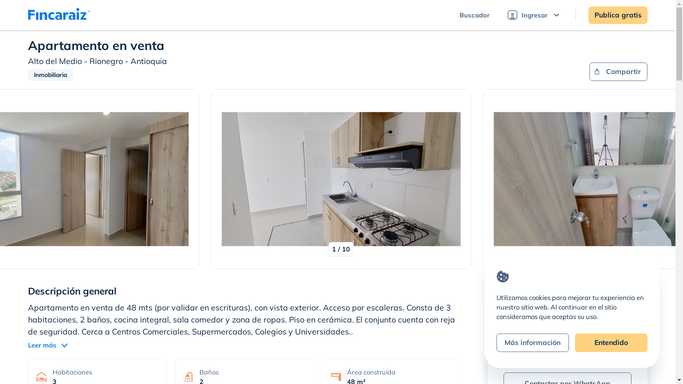 Fincaraiz
Buscador
Ingresar
Publica gratis
Apartamento en venta
Alto del Medio - Rionegro - Antioquia
Inmobiliaria
Compartir
1 / 10
Descripción general
Apartamento en venta de 48 mts (por validar en escrituras), con vista exterior. Acceso por escaleras. Consta de 3
habitaciones, 2 baños, cocina integral, sala comedor y zona de ropas. Piso en cerámica. El conjunto cuenta con reja
de seguridad. Cerca a Centros Comerciales, Supermercados, Colegios y Universidades..
Leer más
Habitaciones
3
Baños
2
Área construida
48 m²
Utilizamos cookies para mejorar tu experiencia en
nuestro sitio web. Al continuar en el sitio
consideramos que aceptas su uso.
Más información
Entendido
Contactar por WhatsApp